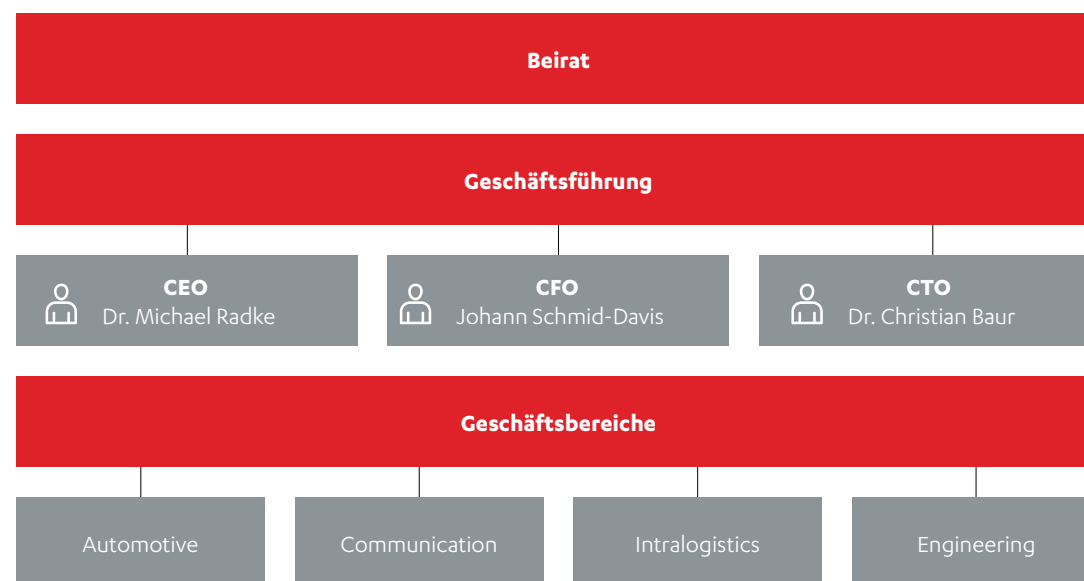 Beirat
Geschäftsführung
CEO
Dr. Michael Radke
CFO
Johann Schmid-Davis
CTO
Dr. Christian Baur
Geschäftsbereiche
Automotive
Communication
Intralogistics
Engineering